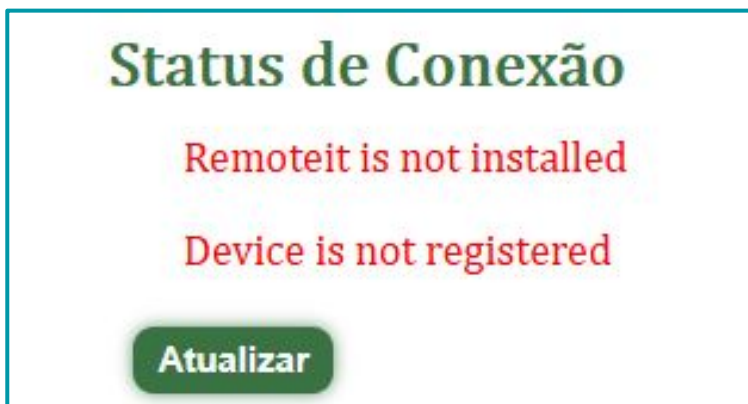 Status de Conexão
Remoteit is not installed
Device is not registered
Atualizar